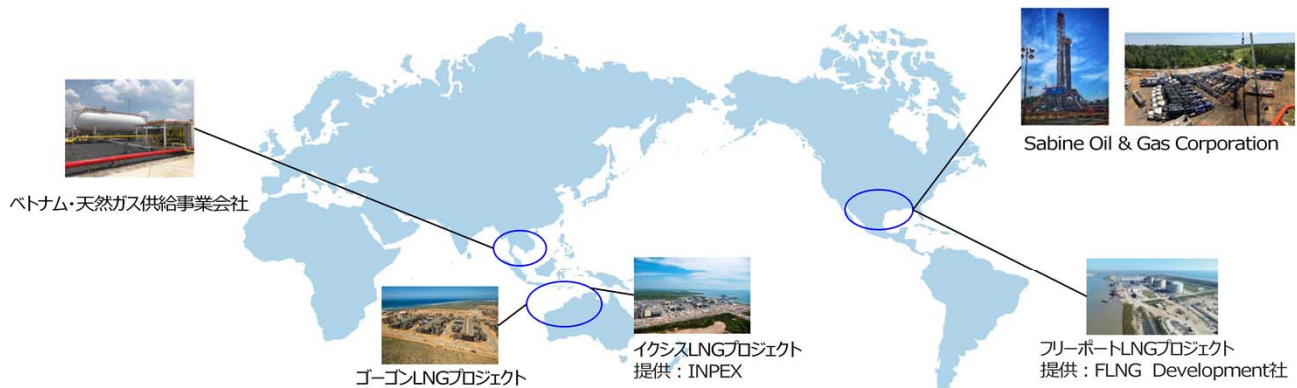 Sabine Oil & Gas Corporation
ベトナム・天然ガス供給事業会社
イクシスLNGプロジェクト
提供:INPEX
ゴーゴンLNGプロジェクト
フリーポートLNGプロジェクト
提供:FLNG Development社